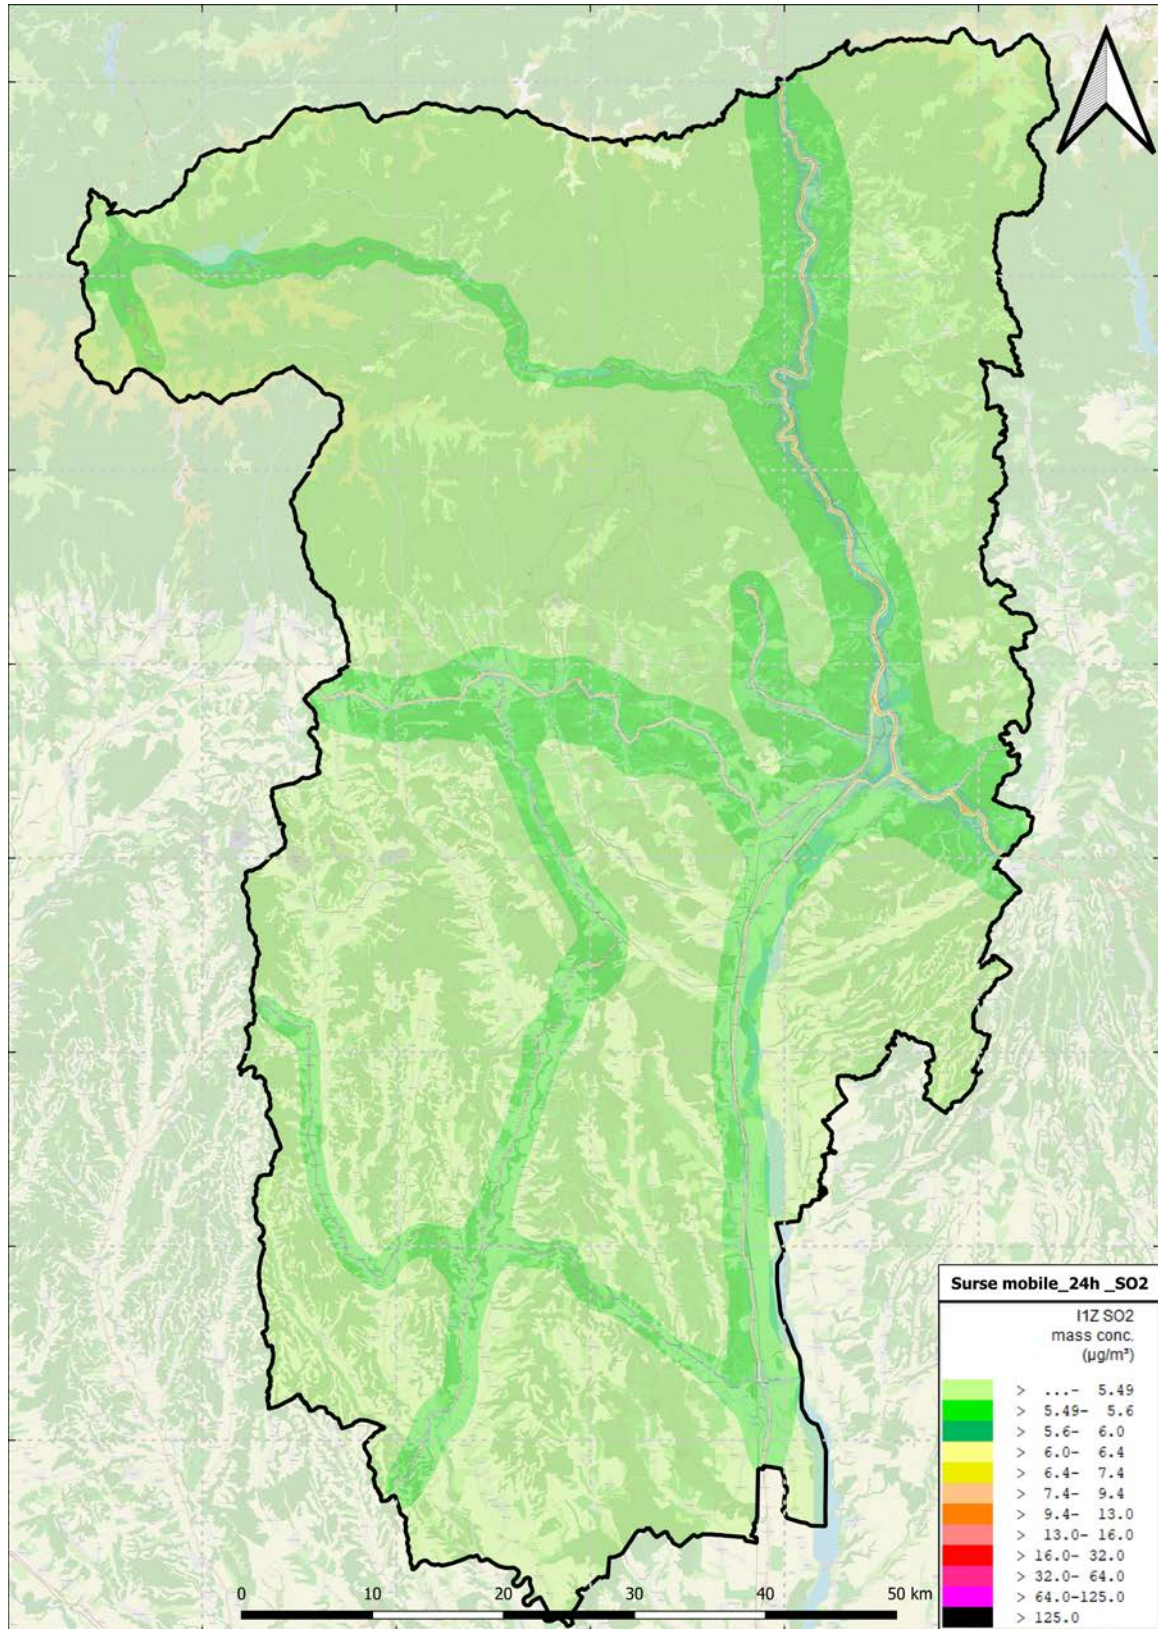 Surse mobile_24h _SO2
I1Z SO2
mass conc.
(µg/m³)
> ...- 5.49
> 5.49- 5.6
> 5.6- 6.0
> 6.0- 6.4
> 6.4- 7.4
> 7.4- 9.4
> 9.4- 13.0
> 13.0- 16.0
> 16.0- 32.0
> 32.0- 64.0
> 64.0-125.0
> 125.0
0 10 20 30 40 50 km